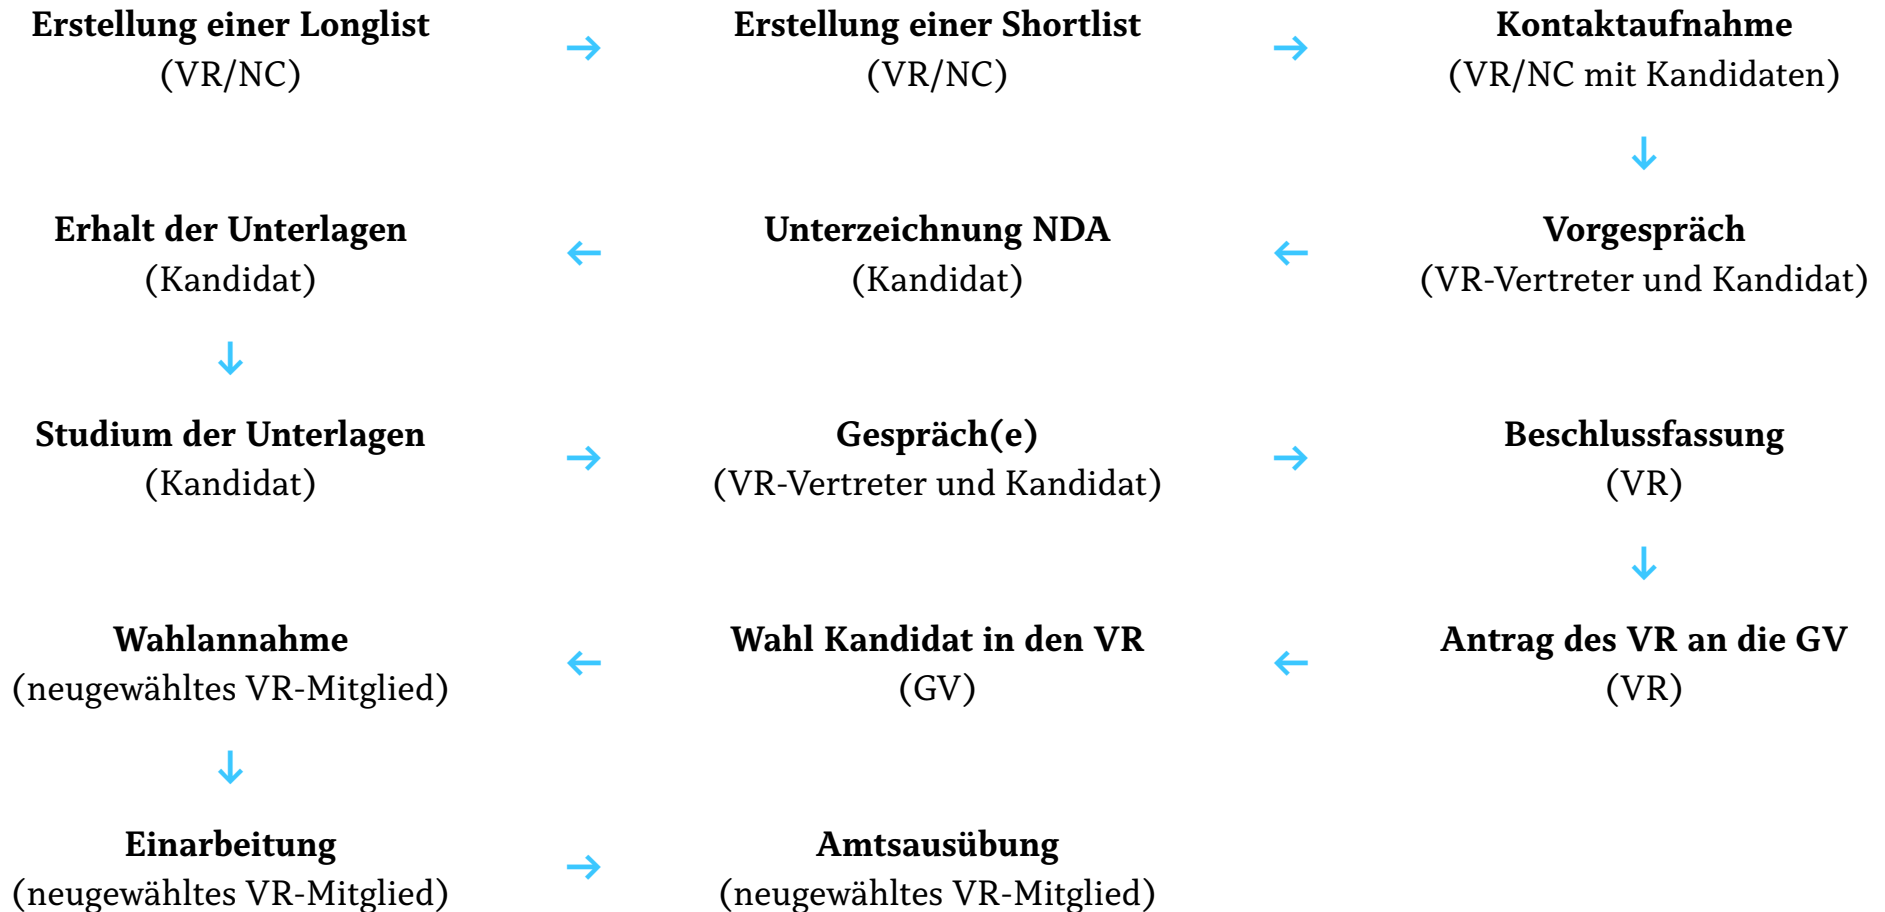 Erstellung einer Longlist
(VR/NC)
→
Erstellung einer Shortlist
(VR/NC)
→
Kontaktaufnahme
(VR/NC mit Kandidaten)
↓
Vorgespräch
(VR-Vertreter und Kandidat)
←
Unterzeichnung NDA
(Kandidat)
←
Erhalt der Unterlagen
(Kandidat)
↓
Studium der Unterlagen
(Kandidat)
→
Gespräch(e)
(VR-Vertreter und Kandidat)
→
Beschlussfassung
(VR)
↓
Antrag des VR an die GV
(VR)
←
Wahl Kandidat in den VR
(GV)
←
Wahlannahme
(neugewähltes VR-Mitglied)
↓
Einarbeitung
(neugewähltes VR-Mitglied)
→
Amtsausübung
(neugewähltes VR-Mitglied)